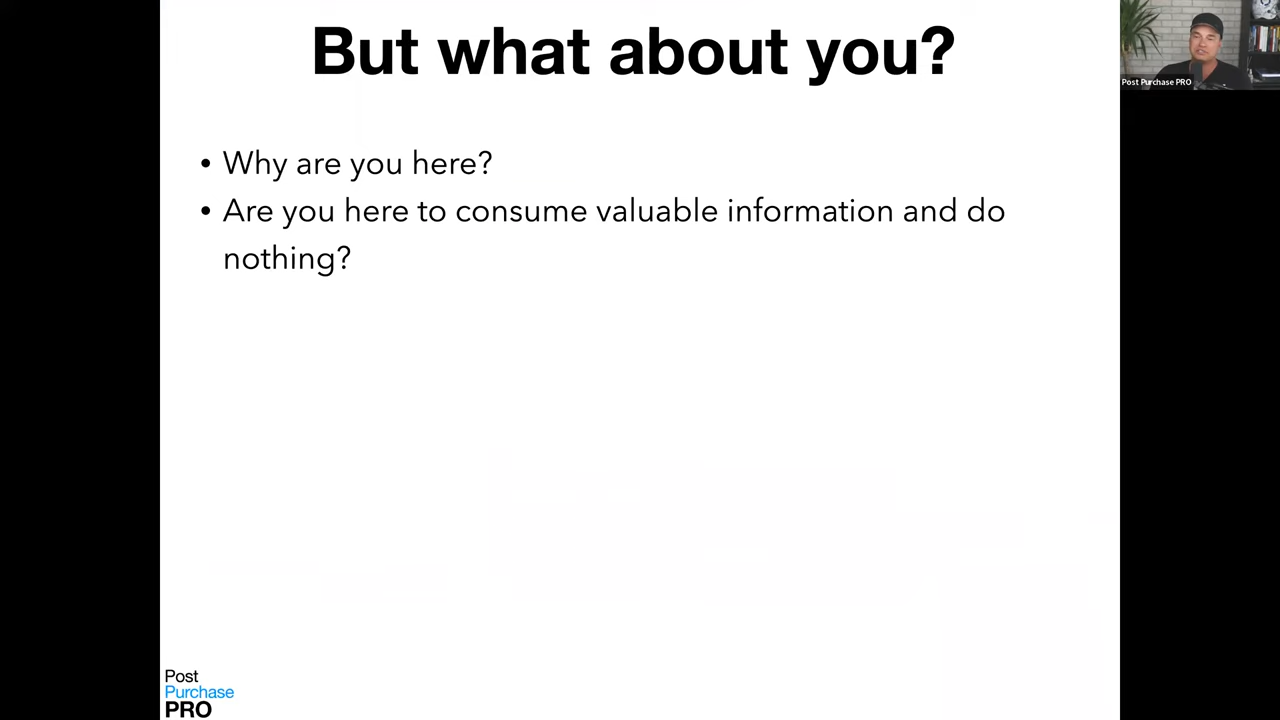 But what about you?
• Why are you here?
• Are you here to consume valuable information and do
nothing?
Post Purchase PRO
Post
Purchase
PRO